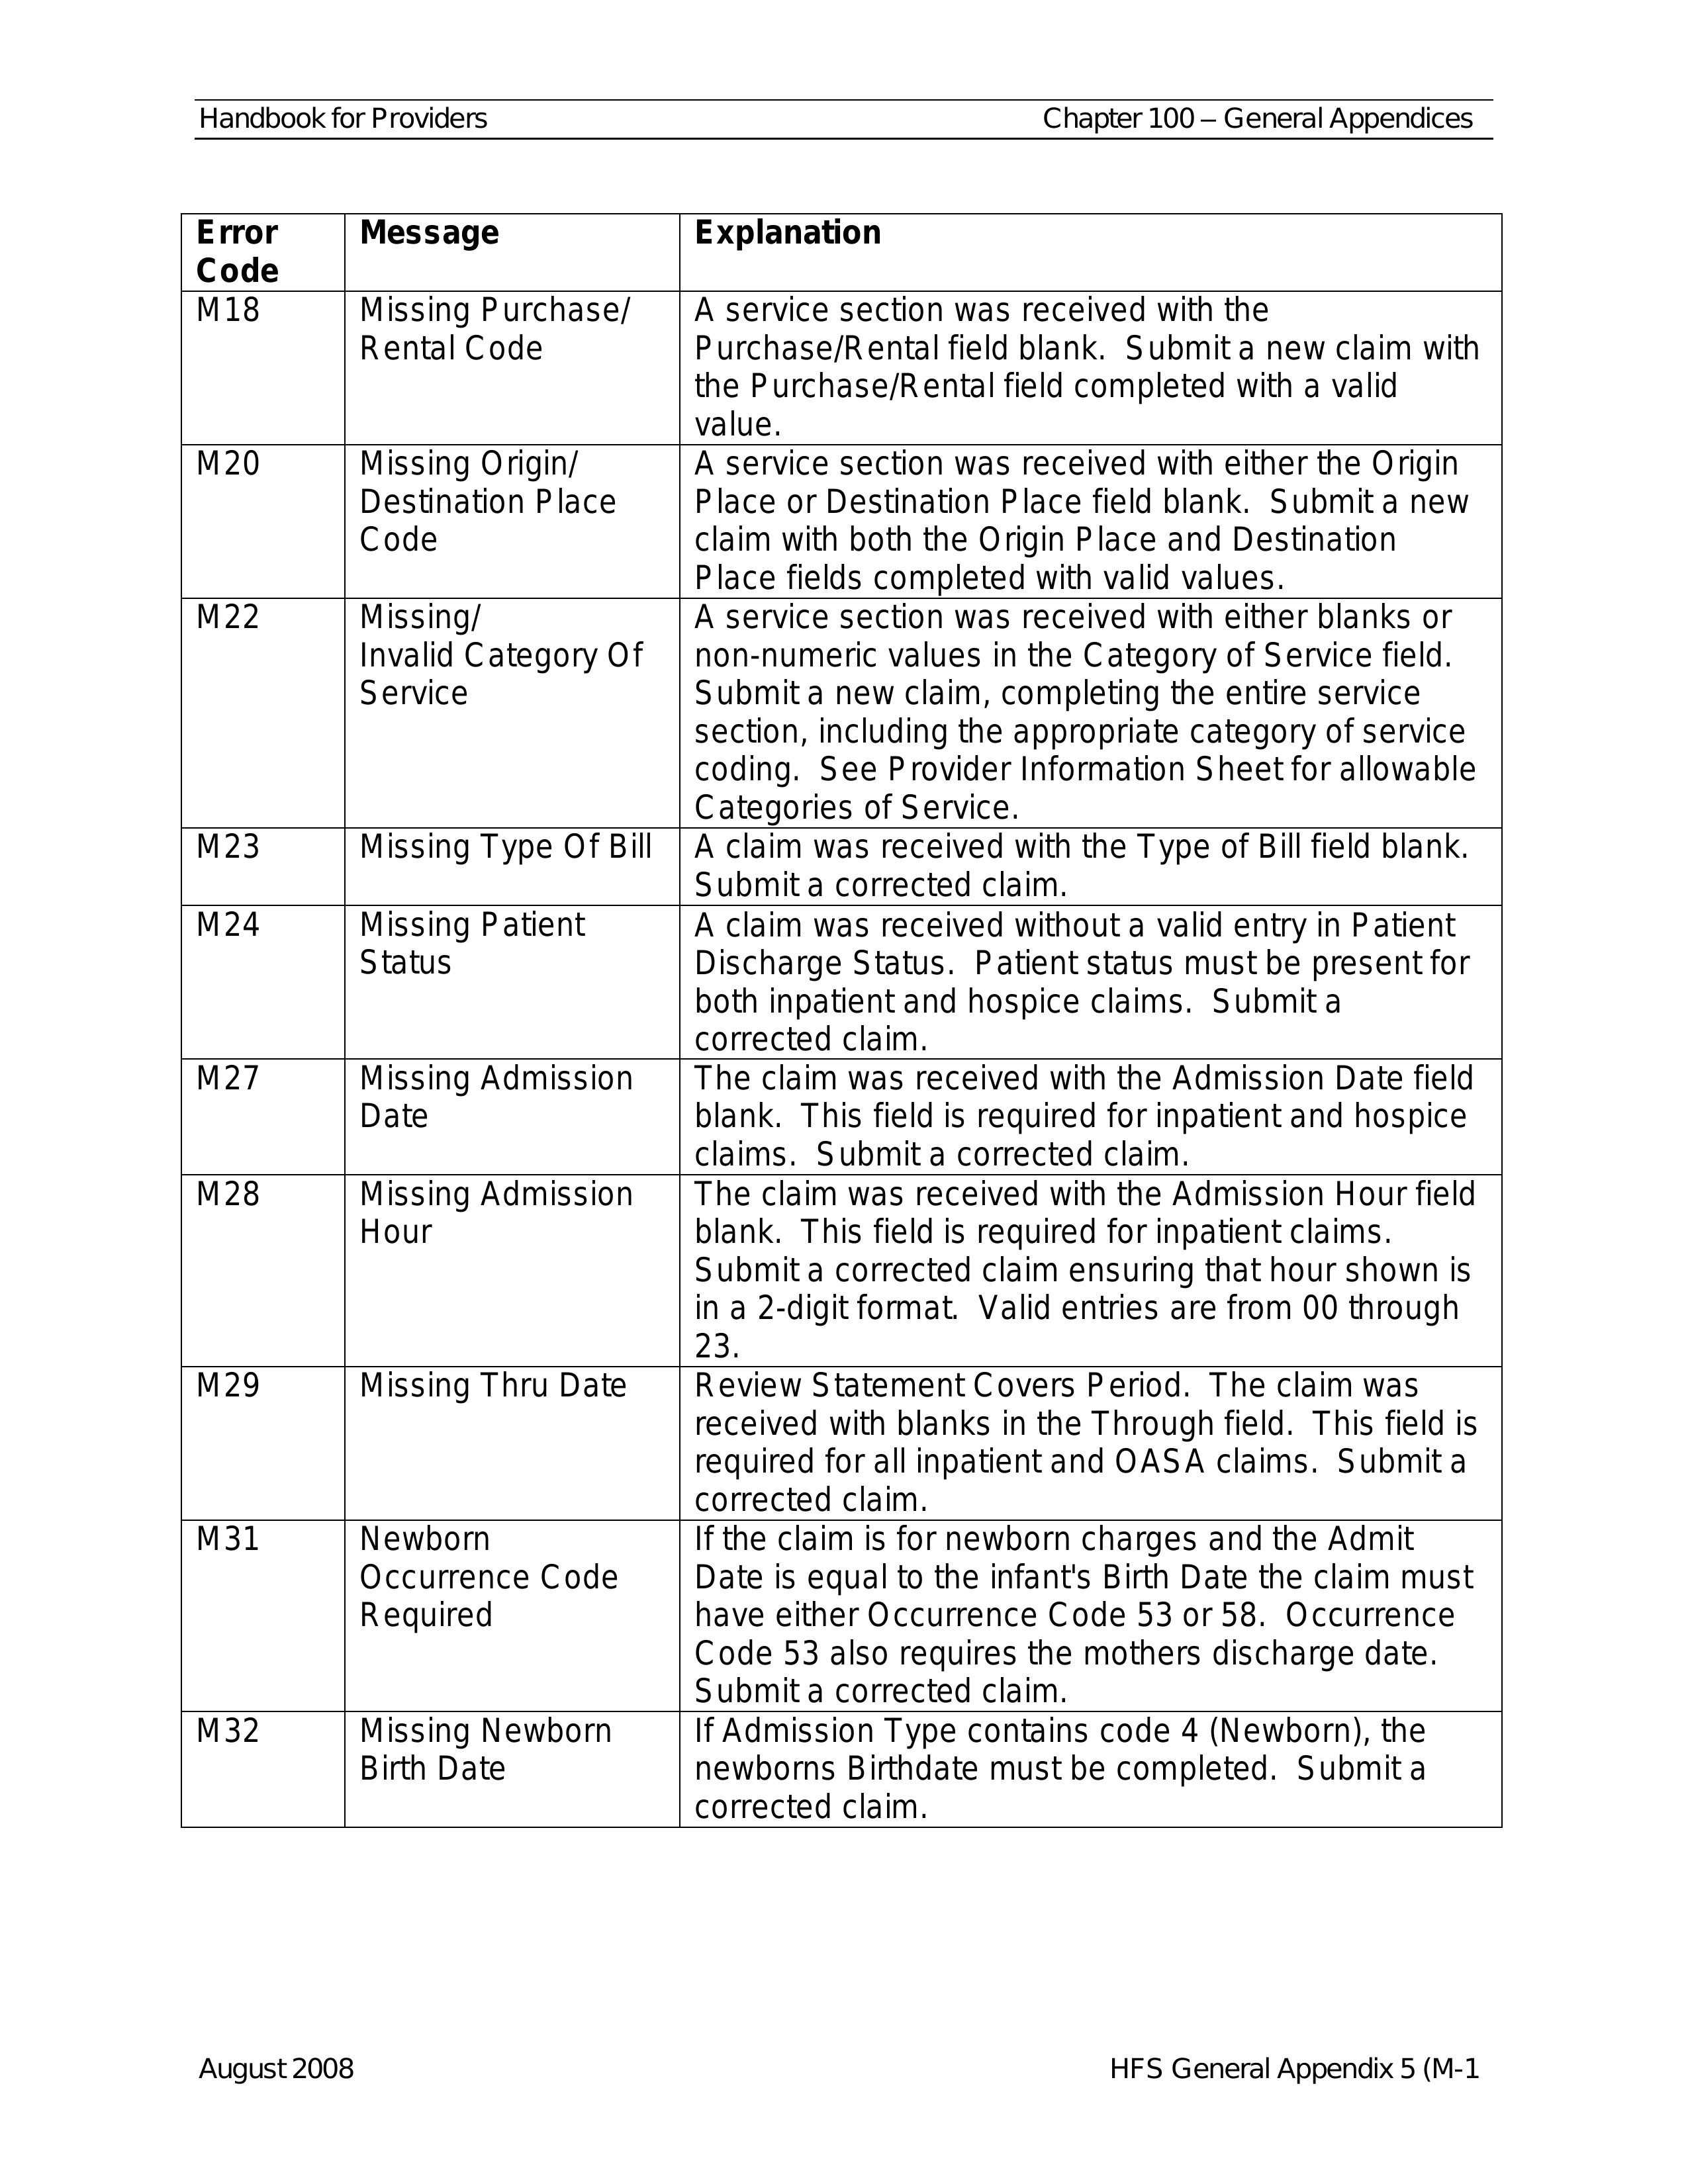 Handbook for Providers Chapter 100 – General Appendices
Error Code Message Explanation
M18 Missing Purchase/ A service section was received with the
Rental Code Purchase/Rental field blank.  Submit a new claim with
the Purchase/Rental field completed with a valid
value.
M20 Missing Origin/ A service section was received with either the Origin
Destination Place Place or Destination Place field blank.  Submit a new
Code claim with both the Origin Place and Destination
Place fields completed with valid values.
M22 Missing/ A service section was received with either blanks or
Invalid Category Of non-numeric values in the Category of Service field.
Service Submit a new claim, completing the entire service
section, including the appropriate category of service
coding.  See Provider Information Sheet for allowable
Categories of Service.
M23 Missing Type Of Bill A claim was received with the Type of Bill field blank.
Submit a corrected claim.
M24 Missing Patient A claim was received without a valid entry in Patient
Status Discharge Status.  Patient status must be present for
both inpatient and hospice claims.  Submit a
corrected claim.
M27 Missing Admission The claim was received with the Admission Date field
Date blank.  This field is required for inpatient and hospice
claims.  Submit a corrected claim.
M28 Missing Admission The claim was received with the Admission Hour field
Hour blank.  This field is required for inpatient claims.
Submit a corrected claim ensuring that hour shown is
in a 2-digit format.  Valid entries are from 00 through
23.
M29 Missing Thru Date Review Statement Covers Period.  The claim was
received with blanks in the Through field.  This field is
required for all inpatient and OASA claims.  Submit a
corrected claim.
M31 Newborn If the claim is for newborn charges and the Admit
Occurrence Code Date is equal to the infant's Birth Date the claim must
Required have either Occurrence Code 53 or 58.  Occurrence
Code 53 also requires the mothers discharge date.
Submit a corrected claim.
M32 Missing Newborn If Admission Type contains code 4 (Newborn), the
Birth Date newborns Birthdate must be completed.  Submit a
corrected claim.
August 2008 HFS General Appendix 5 (M-1